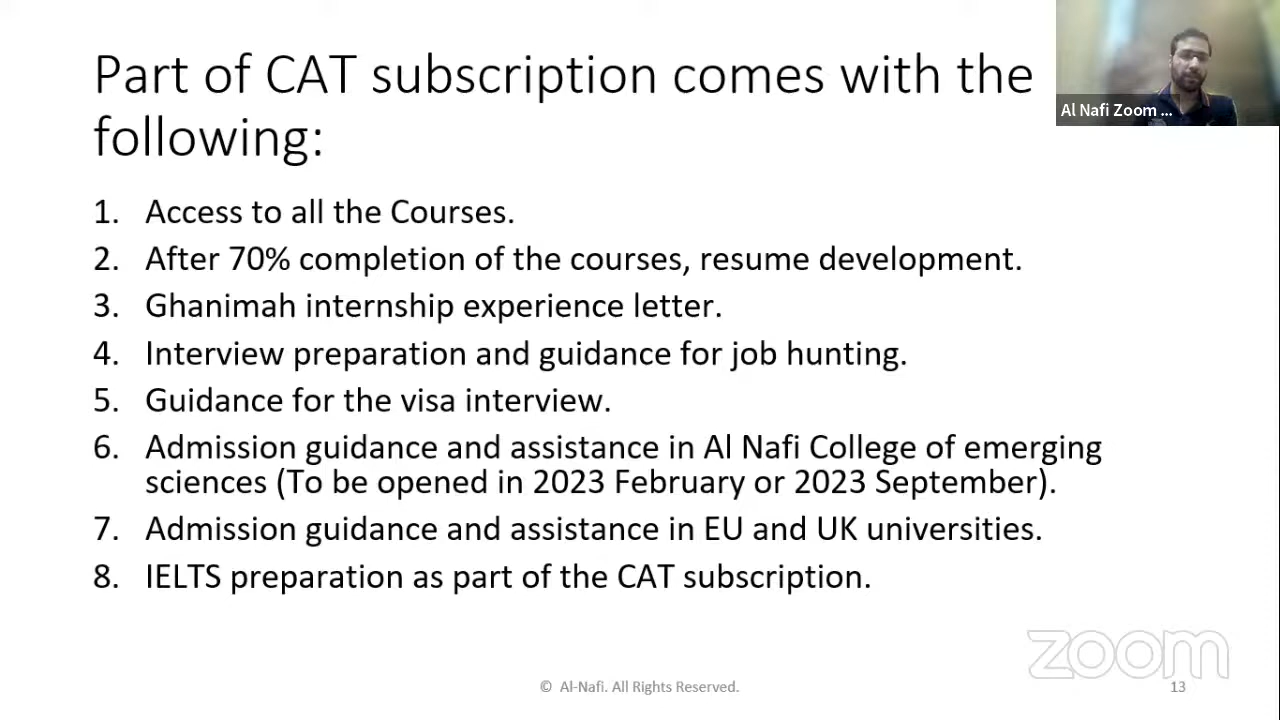 Part of CAT subscription comes with the
following:
Al Nafi Zoom ...
1. Access to all the Courses.
2. After 70% completion of the courses, resume development.
3. Ghanimah internship experience letter.
4. Interview preparation and guidance for job hunting.
5. Guidance for the visa interview.
6. Admission guidance and assistance in Al Nafi College of emerging
sciences (To be opened in 2023 February or 2023 September).
7. Admission guidance and assistance in EU and UK universities.
8. IELTS preparation as part of the CAT subscription.
zoom
© Al-Nafi. All Rights Reserved.
13